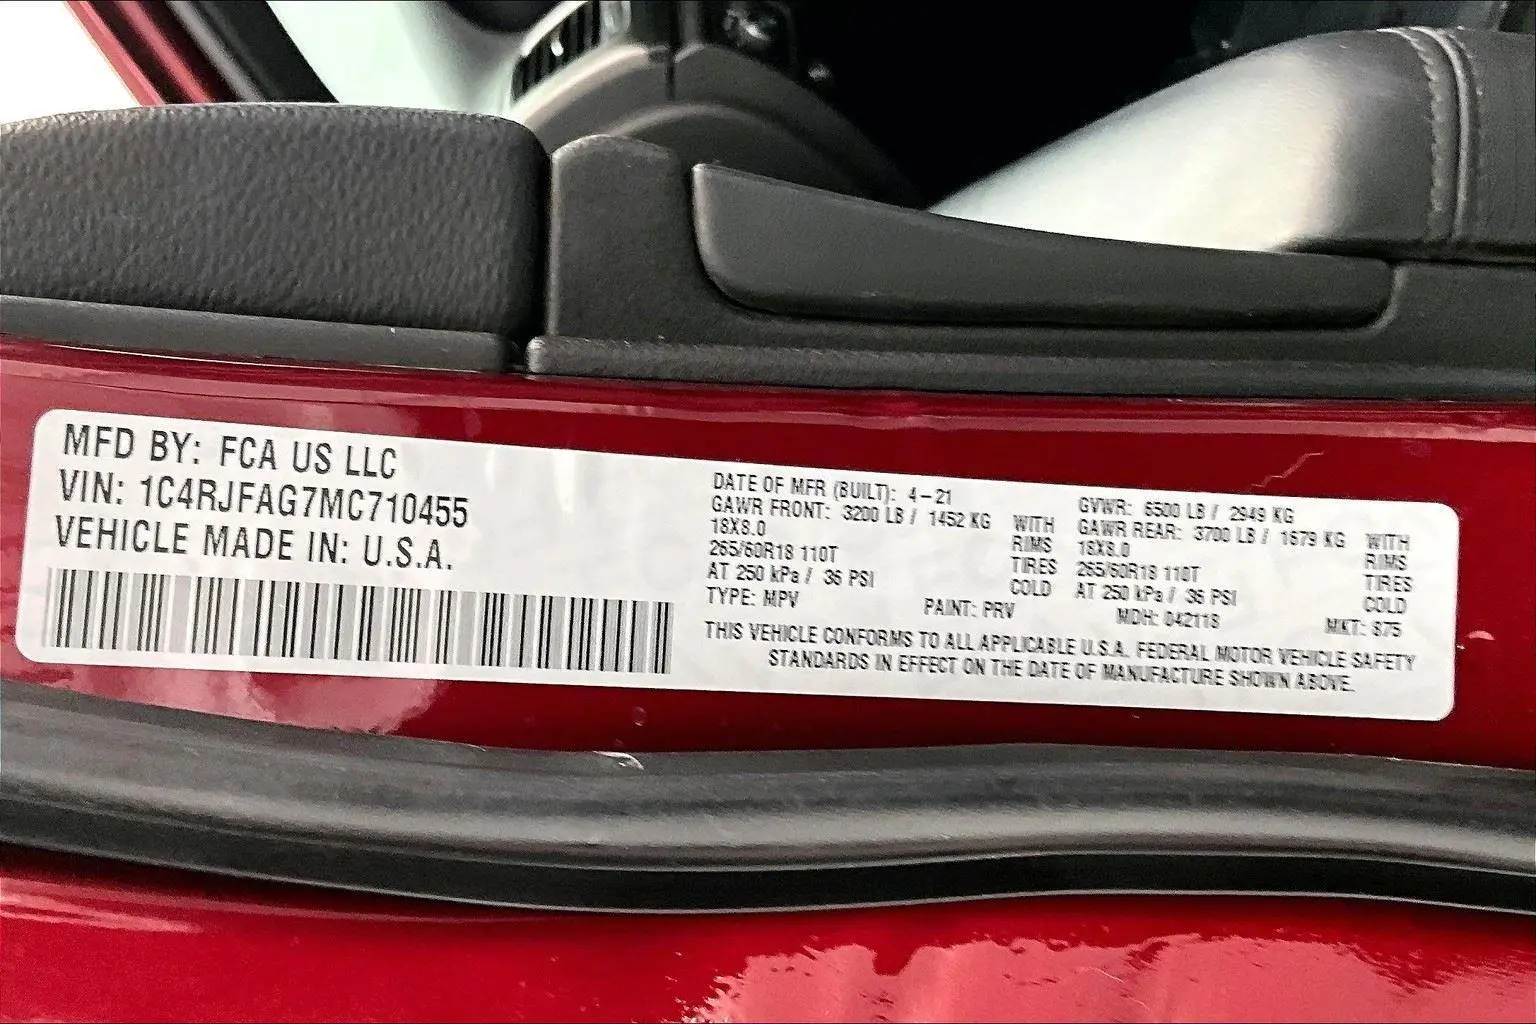 MFD BY: FCA US LLC
VIN: 1C4RJFAG7MC710455
VEHICLE MADE IN: U.S.A.
DATE OF MFR (BUILT): 4-21
GAWR FRONT: 3200 LB / 1452 KG WITH
18X8.0 RIMS
265/60R18 110T TIRES
AT 250 kPa / 36 PSI COLD
TYPE: MPV PAINT: PRV
GVWR: 6500 LB / 2949 KG
GAWR REAR: 3700 LB / 1679 KG WITH
18X8.0 RIMS
265/60R18 110T TIRES
AT 250 kPa / 36 PSI COLD
MDH: 042118 MKT: 875
THIS VEHICLE CONFORMS TO ALL APPLICABLE U.S.A. FEDERAL MOTOR VEHICLE SAFETY
STANDARDS IN EFFECT ON THE DATE OF MANUFACTURE SHOWN ABOVE.